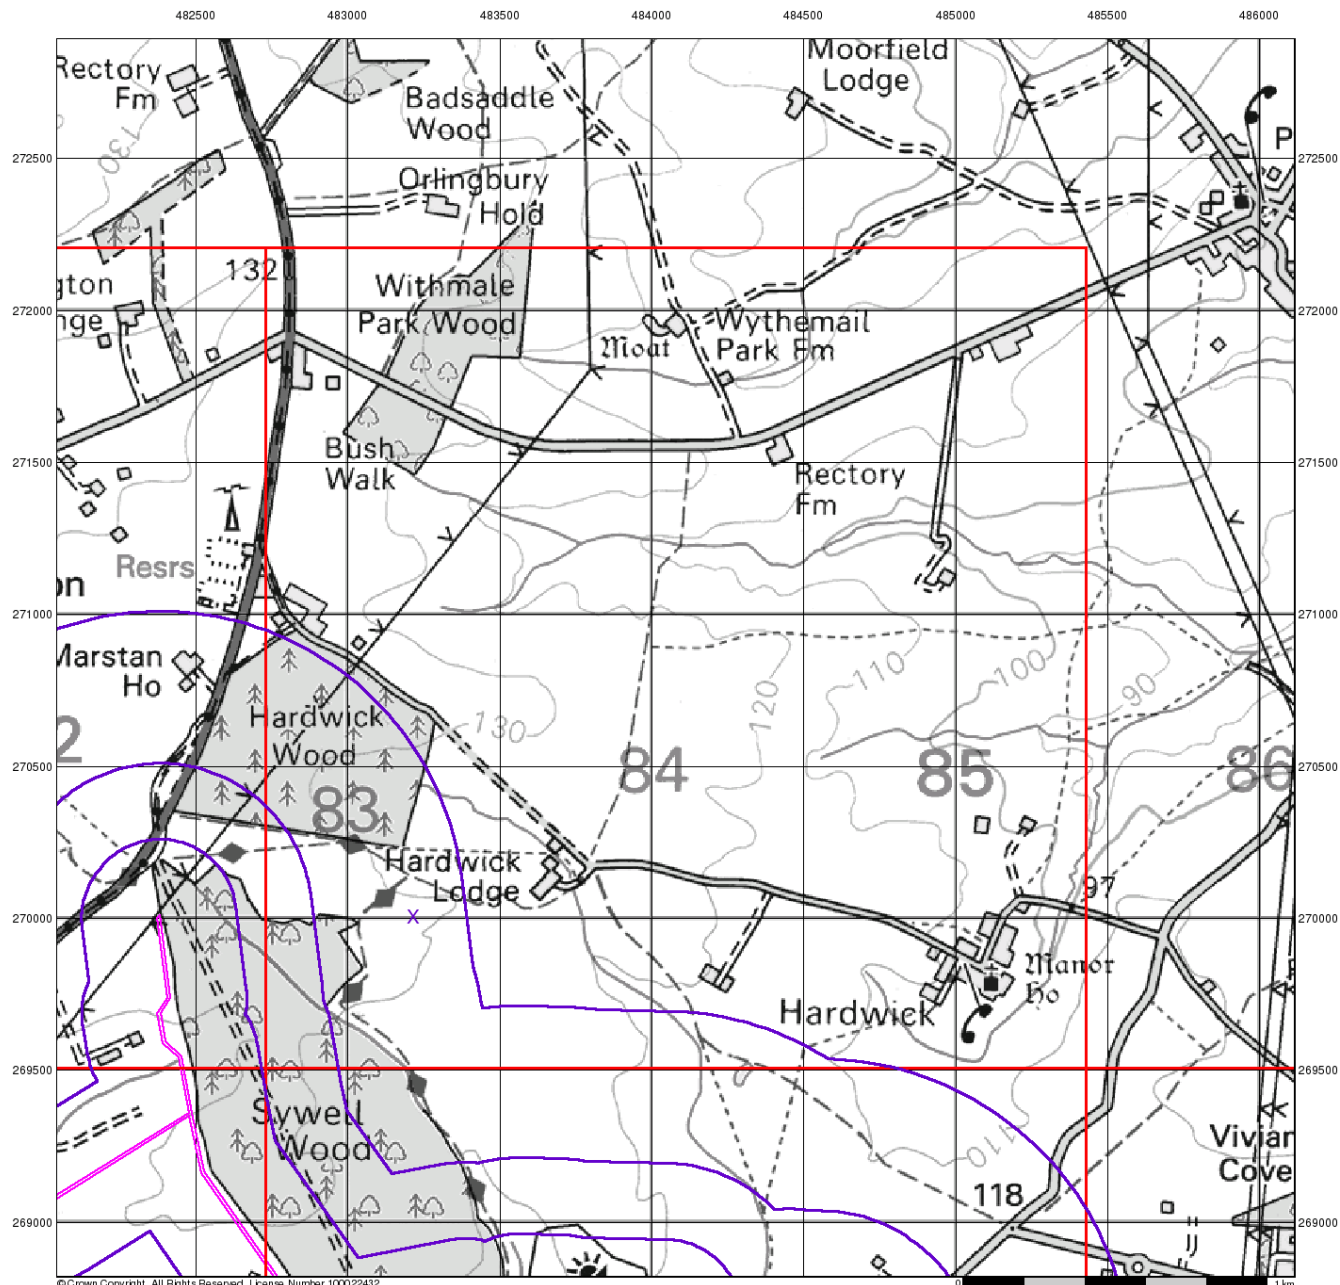 482500 483000 483500 484000 484500 485000 485500 486000
Rectory
Fm
Badsaddle
Wood
Moorfield
Lodge
P
130
272500
272500
Orlingbury
Hold
132
Withmale
Park Wood
gton
nge
272000
272000
Moat
Wythemail
Park Fm
Bush
Walk
271500
271500
Rectory
Fm
Resrs
on
271000
271000
Marstan
Ho
110
100
90
120
130
Hardwick
Wood
2
83
84
85
86
270500
270500
Hardwick
Lodge
97
270000
270000
X
Manor
Ho
Hardwick
269500
269500
Sywell
Wood
110
Vivian
Cove
118
269000
269000
© Crown Copyright. All Rights Reserved. License Number 100022432
0
1 km